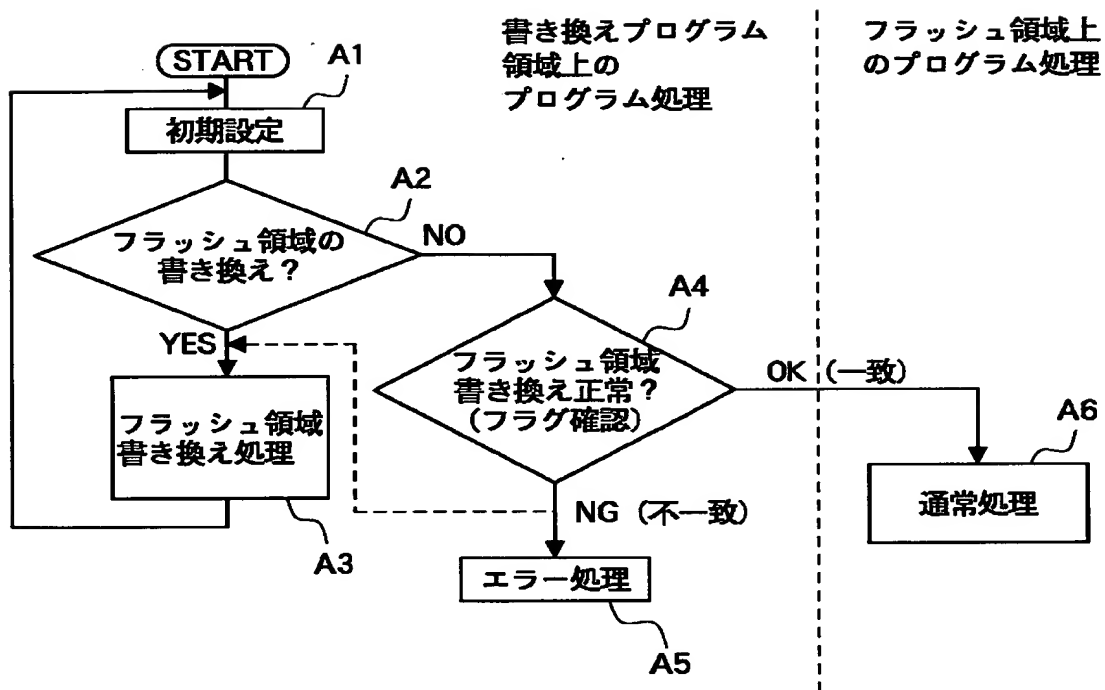 書き換えプログラム
領域上の
プログラム処理
フラッシュ領域上
のプログラム処理
START
A1
初期設定
A2
フラッシュ領域の
書き換え?
NO
YES
A4
フラッシュ領域
書き換え正常?
(フラグ確認)
OK (一致)
フラッシュ領域
書き換え処理
A3
NG (不一致)
エラー処理
A5
A6
通常処理